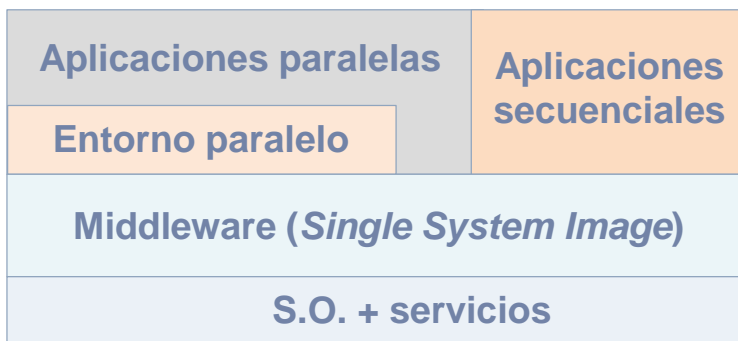 Aplicaciones paralelas
Aplicaciones
secuenciales
Entorno paralelo
Middleware (Single System Image)
S.O. + servicios